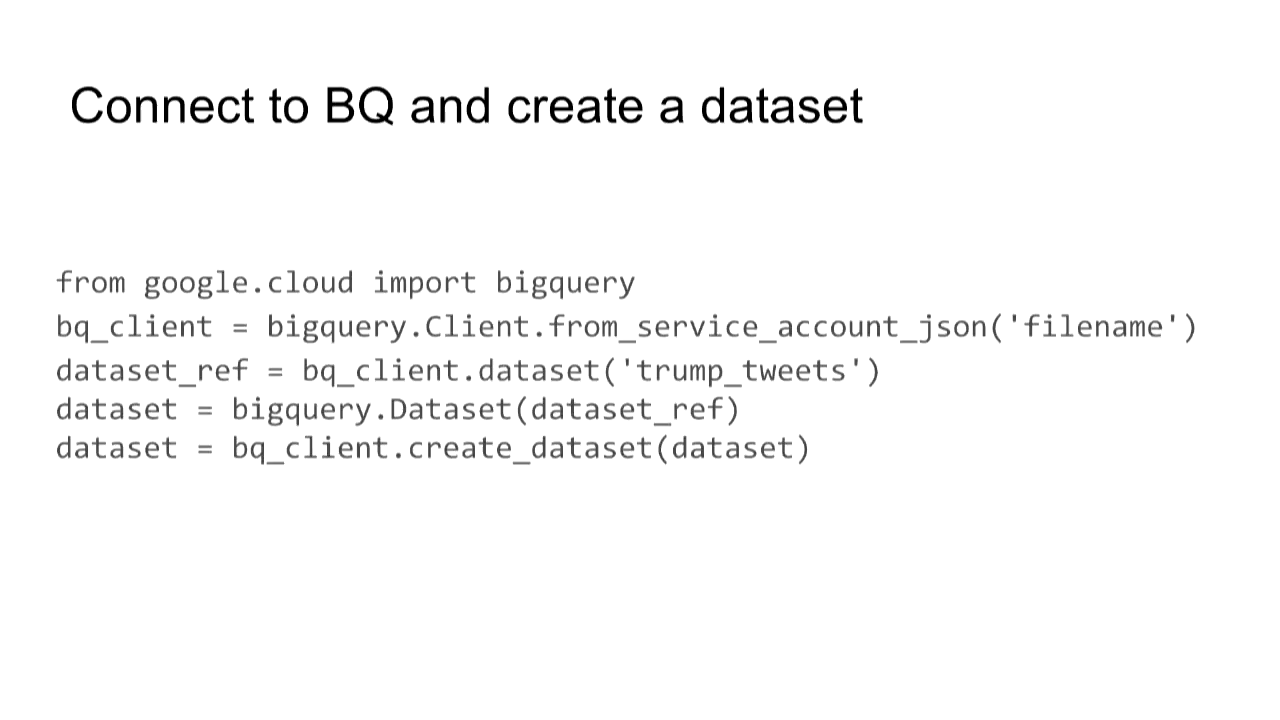 Connect to BQ and create a dataset
from google.cloud import bigquery
bq_client = bigquery.Client.from_service_account_json('filename')
dataset_ref = bq_client.dataset('trump_tweets')
dataset = bigquery.Dataset(dataset_ref)
dataset = bq_client.create_dataset(dataset)